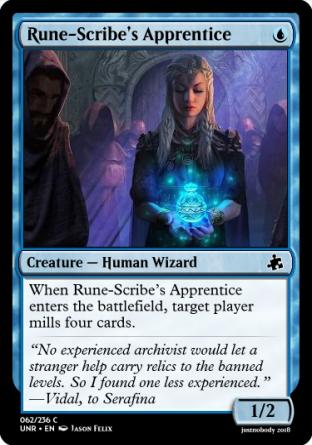 Rune-Scribe's Apprentice
Creature — Human Wizard
When Rune-Scribe's Apprentice
enters the battlefield, target player
mills four cards.
“No experienced archivist would let a
stranger help carry relics to the banned
levels. So I found one less experienced.”
—Vidal, to Serafina
1/2
062/236 C
UNR • EN Jason Felix
justnobody 2018